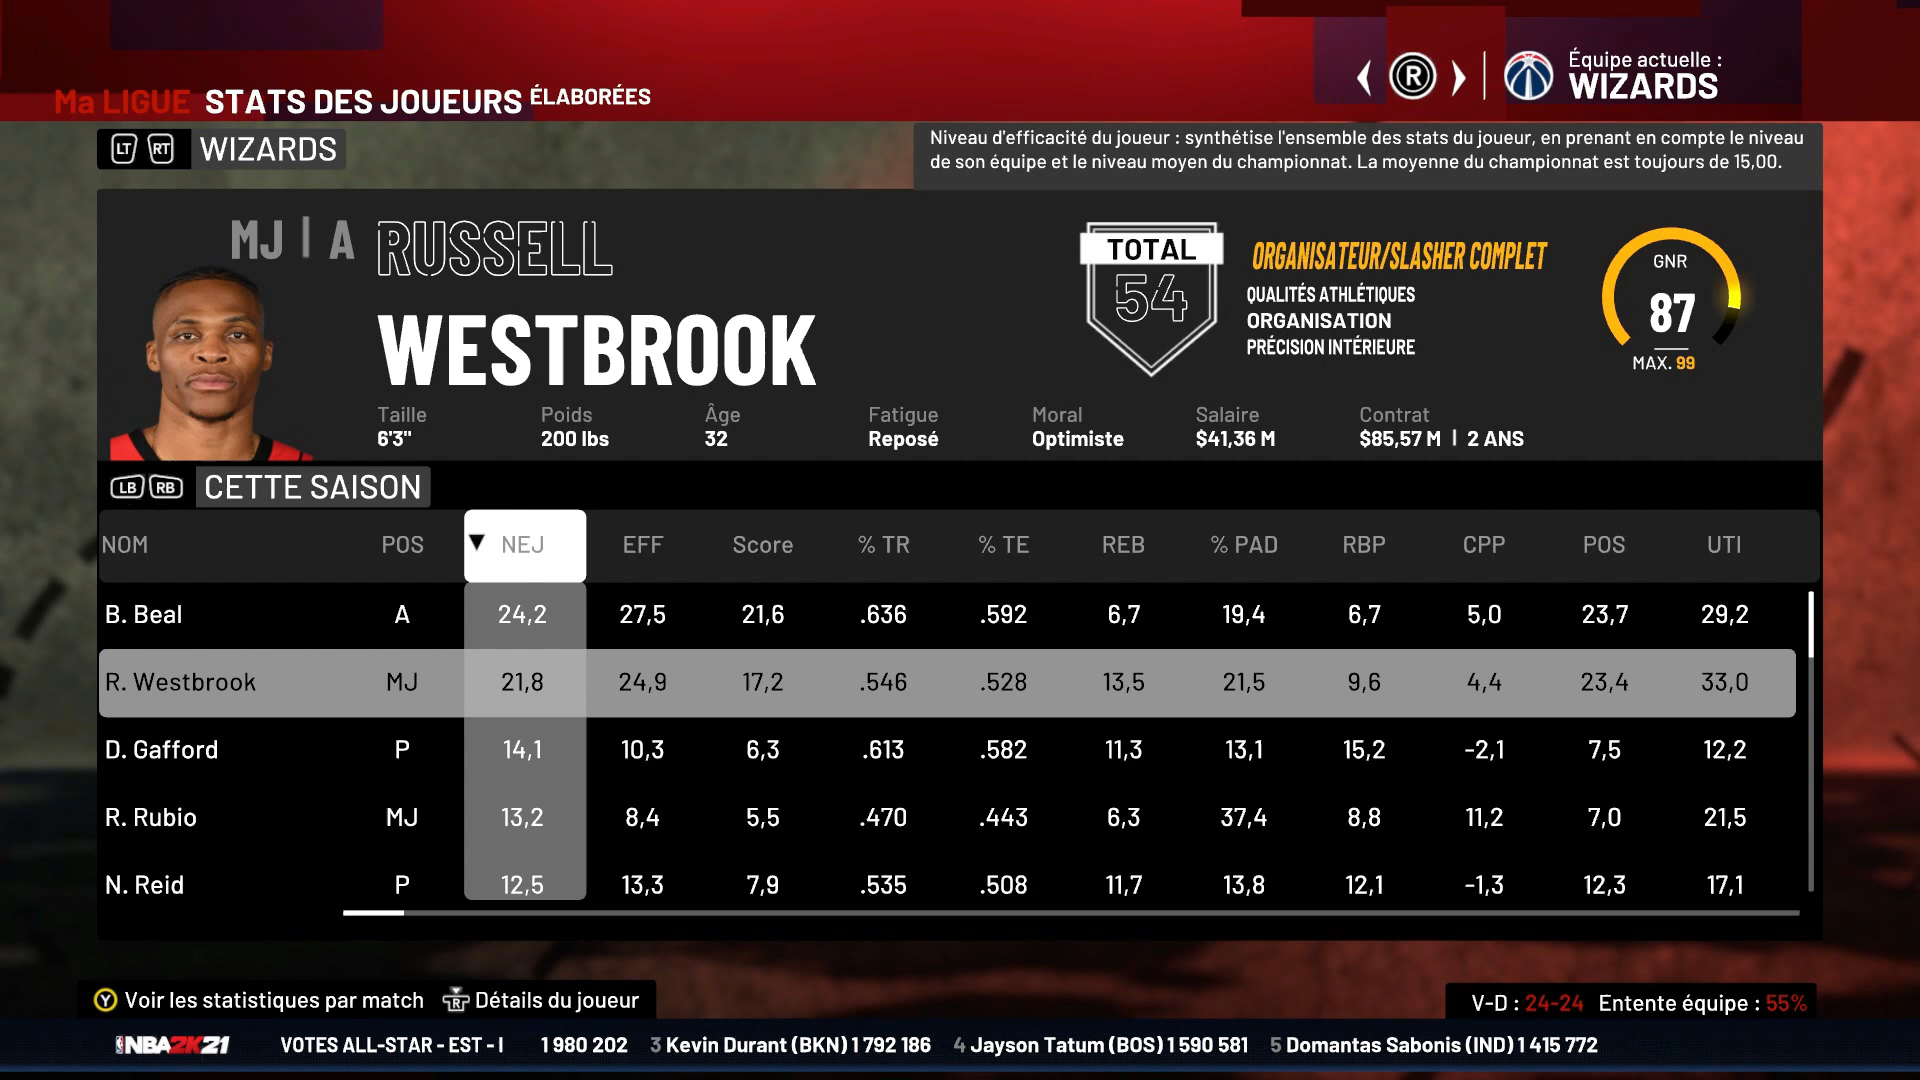 Ma LIGUE STATS DES JOUEURS ÉLABORÉES
R
Équipe actuelle :
WIZARDS
LT RT WIZARDS
Niveau d'efficacité du joueur : synthétise l'ensemble des stats du joueur, en prenant en compte le niveau
de son équipe et le niveau moyen du championnat. La moyenne du championnat est toujours de 15,00.
MJ | A RUSSELL
WESTBROOK
TOTAL
54
ORGANISATEUR/SLASHER COMPLET
QUALITÉS ATHLÉTIQUES
ORGANISATION
PRÉCISION INTÉRIEURE
GNR
87
MAX. 99
Taille Poids Âge Fatigue Moral Salaire Contrat
6'3" 200 lbs 32 Reposé Optimiste $41,36 M $85,57 M | 2 ANS
LB RB CETTE SAISON
NOM POS ▼ NEJ EFF Score % TR % TE REB % PAD RBP CPP POS UTI
B. Beal A 24,2 27,5 21,6 .636 .592 6,7 19,4 6,7 5,0 23,7 29,2
R. Westbrook MJ 21,8 24,9 17,2 .546 .528 13,5 21,5 9,6 4,4 23,4 33,0
D. Gafford P 14,1 10,3 6,3 .613 .582 11,3 13,1 15,2 -2,1 7,5 12,2
R. Rubio MJ 13,2 8,4 5,5 .470 .443 6,3 37,4 8,8 11,2 7,0 21,5
N. Reid P 12,5 13,3 7,9 .535 .508 11,7 13,8 12,1 -1,3 12,3 17,1
Y Voir les statistiques par match R Détails du joueur
V-D : 24-24 Entente équipe : 55%
NBA2K21 VOTES ALL-STAR - EST - I 1 980 202 3 Kevin Durant (BKN) 1 792 186 4 Jayson Tatum (BOS) 1 590 581 5 Domantas Sabonis (IND) 1 415 772